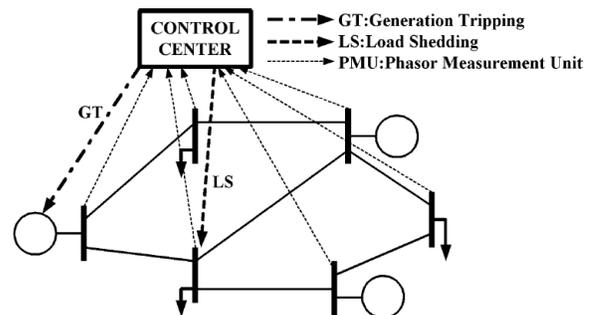 CONTROL
CENTER
GT:Generation Tripping
LS:Load Shedding
PMU:Phasor Measurement Unit
GT
LS